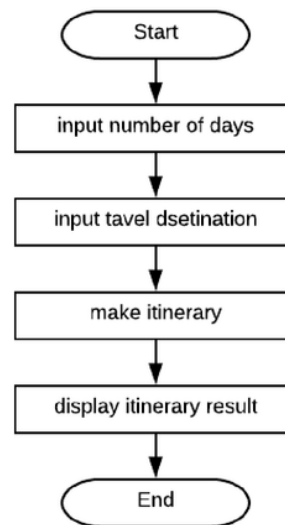 Start
input number of days
input tavel dsetination
make itinerary
display itinerary result
End